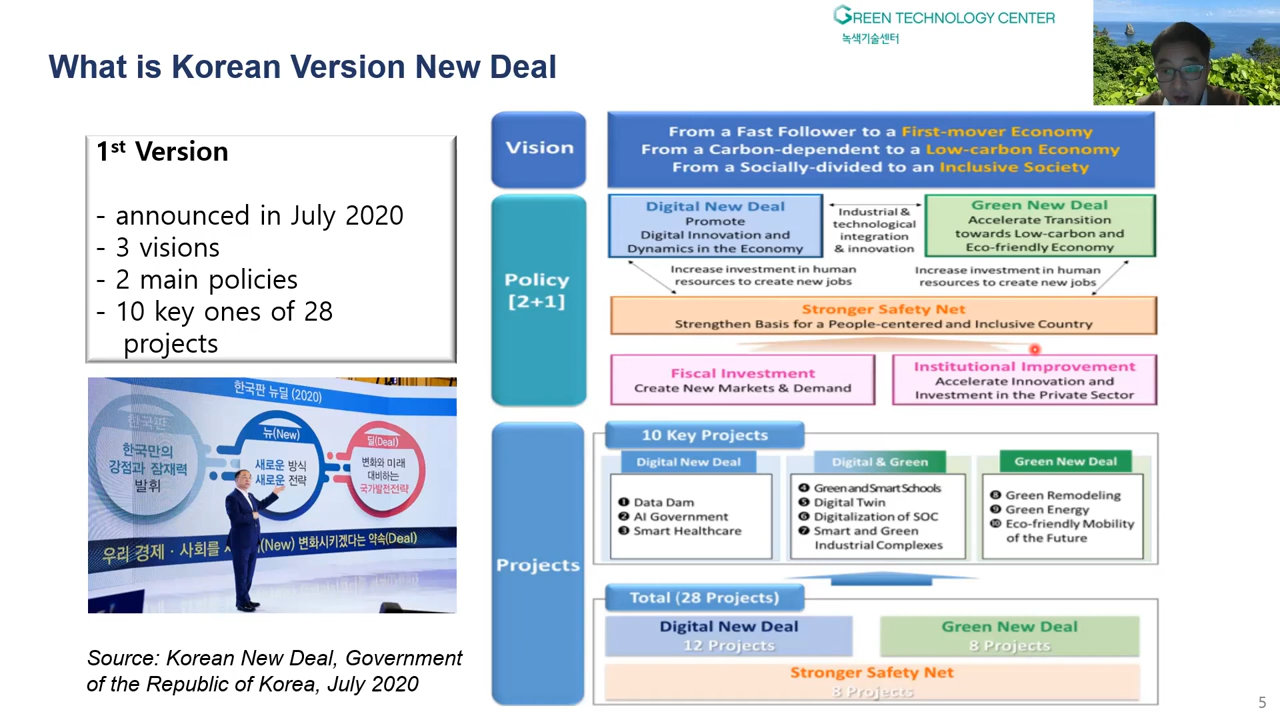 GREEN TECHNOLOGY CENTER
녹색기술센터
What is Korean Version New Deal
1st Version
- announced in July 2020
- 3 visions
- 2 main policies
- 10 key ones of 28
projects
한국판 뉴딜 (2020)
한국판
한국만의
강점과 잠재력
발휘
뉴(New)
새로운 방식
새로운 전략
딜(Deal)
변화와 미래
대비하는
국가발전전략
우리 경제·사회를
(New) 변화시키겠다는 약속(Deal)
Source: Korean New Deal, Government
of the Republic of Korea, July 2020
Vision
From a Fast Follower to a First-mover Economy
From a Carbon-dependent to a Low-carbon Economy
From a Socially-divided to an Inclusive Society
Policy
[2+1]
Digital New Deal
Promote
Digital Innovation and
Dynamics in the Economy
Industrial &
technological
integration
& innovation
Green New Deal
Accelerate Transition
towards Low-carbon and
Eco-friendly Economy
Increase investment in human
resources to create new jobs
Increase investment in human
resources to create new jobs
Stronger Safety Net
Strengthen Basis for a People-centered and Inclusive Country
Fiscal Investment
Create New Markets & Demand
Institutional Improvement
Accelerate Innovation and
Investment in the Private Sector
Projects
10 Key Projects
Digital New Deal
❶ Data Dam
❷ AI Government
❸ Smart Healthcare
Digital & Green
❹ Green and Smart Schools
❺ Digital Twin
❻ Digitalization of SOC
❼ Smart and Green
Industrial Complexes
Green New Deal
❽ Green Remodeling
❾ Green Energy
❿ Eco-friendly Mobility
of the Future
Total (28 Projects)
Digital New Deal
12 Projects
Green New Deal
8 Projects
Stronger Safety Net
8 Projects
5